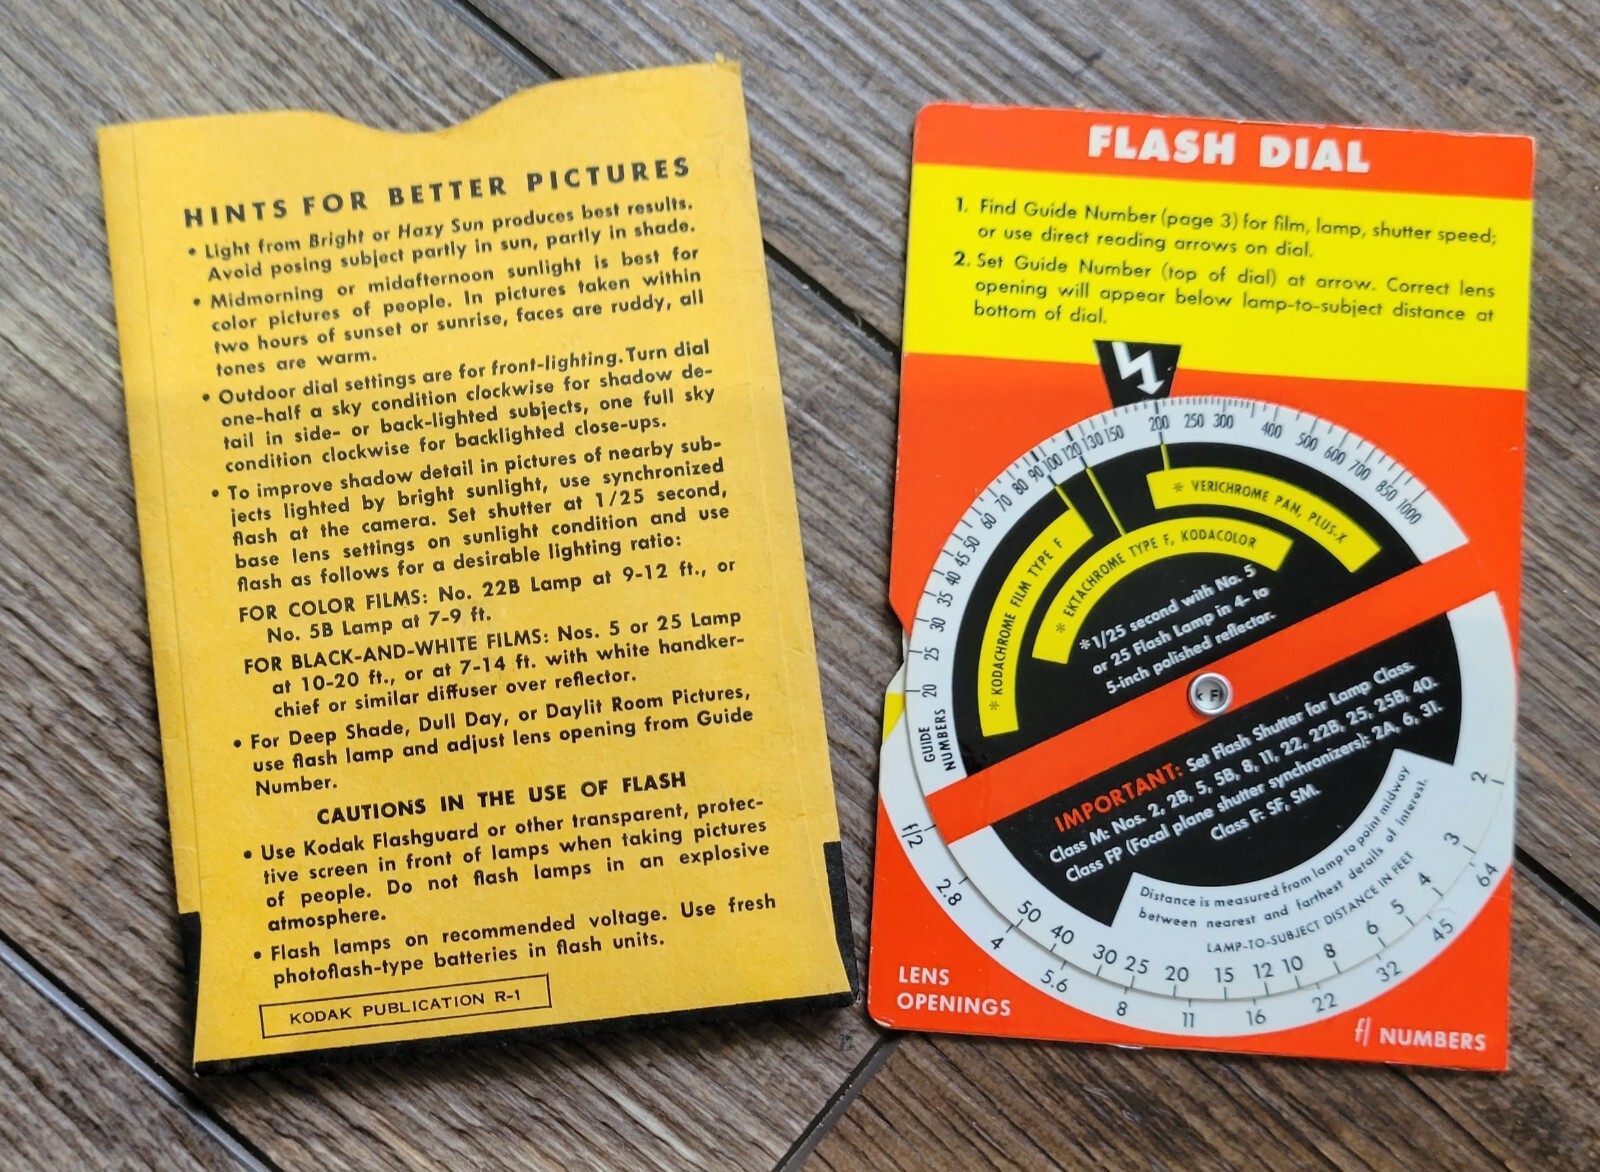 HINTS FOR BETTER PICTURES
• Light from Bright or Hazy Sun produces best results.
Avoid posing subject partly in sun, partly in shade.
• Midmorning or midafternoon sunlight is best for
color pictures of people. In pictures taken within
two hours of sunset or sunrise, faces are ruddy, all
tones are warm.
• Outdoor dial settings are for front-lighting. Turn dial
one-half a sky condition clockwise for shadow de-
tail in side- or back-lighted subjects, one full sky
condition clockwise for backlighted close-ups.
• To improve shadow detail in pictures of nearby sub-
jects lighted by bright sunlight, use synchronized
flash at the camera. Set shutter at 1/25 second,
base lens settings on sunlight condition and use
flash as follows for a desirable lighting ratio:
FOR COLOR FILMS: No. 22B Lamp at 9-12 ft., or
No. 5B Lamp at 7-9 ft.
FOR BLACK-AND-WHITE FILMS: Nos. 5 or 25 Lamp
at 10-20 ft., or at 7-14 ft. with white handker-
chief or similar diffuser over reflector.
• For Deep Shade, Dull Day, or Daylit Room Pictures,
use flash lamp and adjust lens opening from Guide
Number.
CAUTIONS IN THE USE OF FLASH
• Use Kodak Flashguard or other transparent, protec-
tive screen in front of lamps when taking pictures
of people. Do not flash lamps in an explosive
atmosphere.
• Flash lamps on recommended voltage. Use fresh
photoflash-type batteries in flash units.
KODAK PUBLICATION R-1
FLASH DIAL
1. Find Guide Number (page 3) for film, lamp, shutter speed;
or use direct reading arrows on dial.
2. Set Guide Number (top of dial) at arrow. Correct lens
opening will appear below lamp-to-subject distance at
bottom of dial.
GUIDE NUMBERS
20 25 30 35 40 45 50 60 70 80 90 100 120 130 150 200 250 300 400 500 600 700 850 1000
* VERICHROME PAN, PLUS-X
* EKTACHROME TYPE F, KODACOLOR
* KODACHROME FILM TYPE F
*1/25 second with No. 5
or 25 Flash Lamp in 4- to
5-inch polished reflector.
IMPORTANT: Set Flash Shutter for Lamp Class.
Class M: Nos. 2, 2B, 5, 5B, 8, 11, 22, 22B, 25, 25B, 40.
Class FP (Focal plane shutter synchronizers): 2A, 6, 31.
Class F: SF, SM.
Distance is measured from lamp to point midway
between nearest and farthest details of interest.
LAMP-TO-SUBJECT DISTANCE IN FEET
50 40 30 25 20 15 12 10 8 6 5 4 3 2
f/2 2.8 4 5.6 8 11 16 22 32 45 64
LENS
OPENINGS
f/ NUMBERS